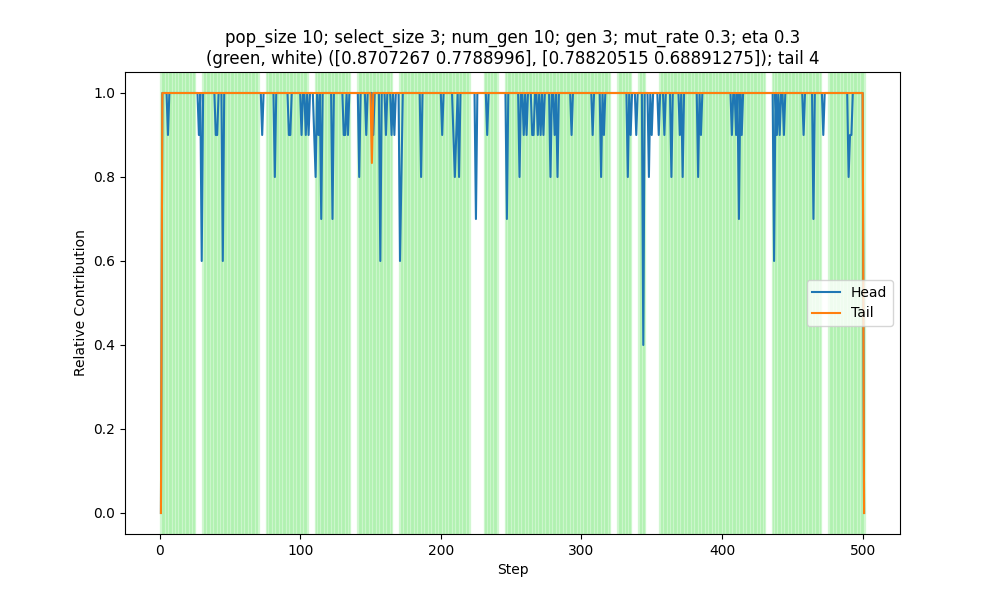 pop_size 10; select_size 3; num_gen 10; gen 3; mut_rate 0.3; eta 0.3
(green, white) ([0.8707267 0.7788996], [0.78820515 0.68891275]); tail 4
1.0
0.8
0.6
0.4
0.2
0.0
Relative Contribution
Head
Tail
0 100 200 300 400 500
Step